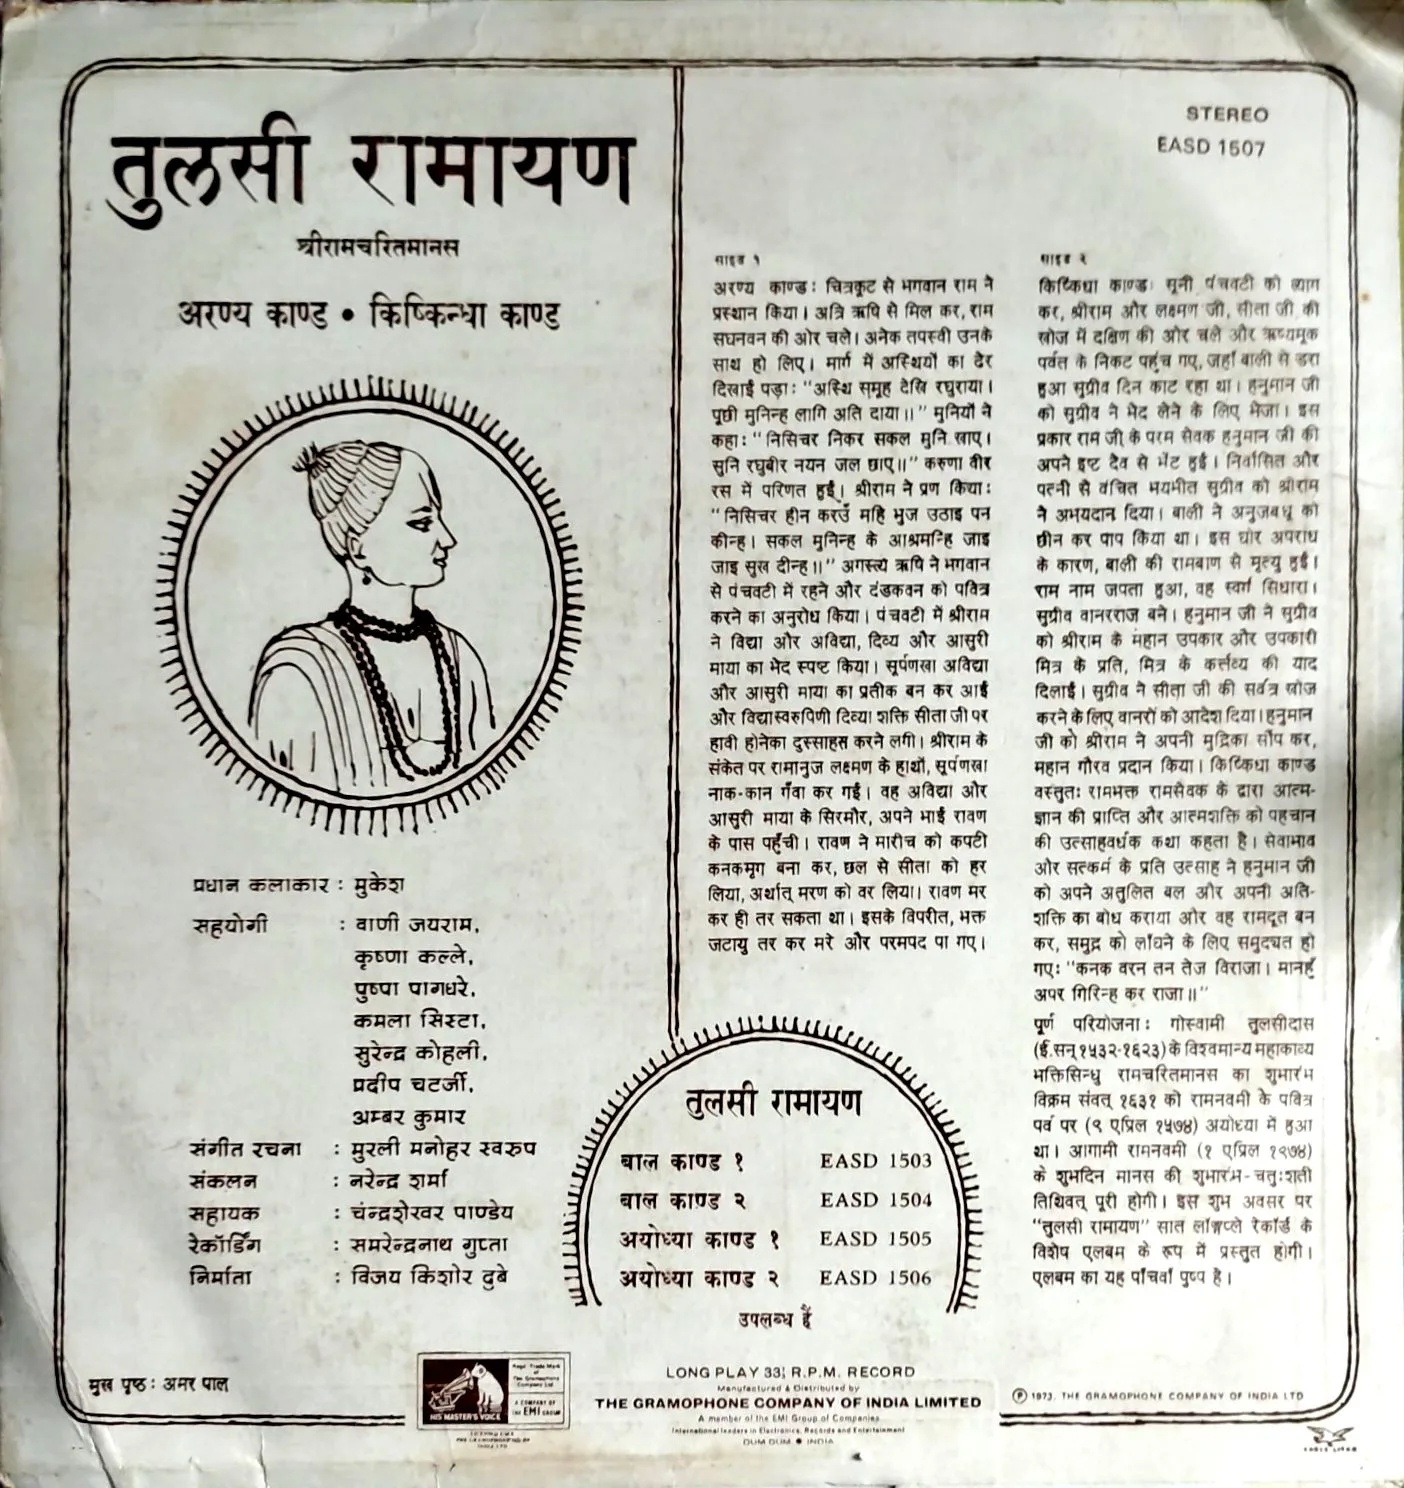 तुलसी रामायण
श्रीरामचरितमानस
अरण्य काण्ड • किष्किन्धा काण्ड
प्रधान कलाकार : मुकेश
सहयोगी : वाणी जयराम,
कृष्णा कल्ले,
पुष्पा पागधरे,
कमला सिस्टा,
सुरेन्द्र कोहली,
प्रदीप चटर्जी,
अम्बर कुमार
संगीत रचना : मुरली मनोहर स्वरुप
संकलन : नरेन्द्र शर्मा
सहायक : चंन्द्रशेखर पाण्डेय
रेकॉर्डिंग : समरेन्द्रनाथ गुप्ता
निर्माता : विजय किशोर दुबे
मुख पृष्ठ : अमर पाल
STEREO
EASD 1507
साइड १
अरण्य काण्ड : चित्रकूट से भगवान राम ने
प्रस्थान किया। अत्रि ऋषि से मिल कर, राम
सघनवन की ओर चले। अनेक तपस्वी उनके
साथ हो लिए। मार्ग में अस्थियों का ढेर
दिखाई पड़ा : "अस्थि समूह देखि रघुराया।
पूछी मुनिन्ह लागि अति दाया॥" मुनियों ने
कहा : "निसिचर निकर सकल मुनि खाए।
सुनि रघुबीर नयन जल छाए॥" करुणा वीर
रस में परिणत हुई। श्रीराम ने प्रण किया :
"निसिचर हीन करउँ महि भुज उठाइ पन
कीन्ह। सकल मुनिन्ह के आश्रमन्हि जाइ
जाइ सुख दीन्ह॥" अगस्त्य ऋषि ने भगवान
से पंचवटी में रहने और दंडकवन को पवित्र
करने का अनुरोध किया। पंचवटी में श्रीराम
ने विद्या और अविद्या, दिव्य और आसुरी
माया का भेद स्पष्ट किया। सूर्पणखा अविद्या
और आसुरी माया का प्रतीक बन कर आई
और विद्यास्वरुपिणी दिव्या शक्ति सीता जी पर
हावी होनेका दुस्साहस करने लगी। श्रीराम के
संकेत पर रामानुज लक्ष्मण के हाथों, सूर्पणखा
नाक-कान गँवा कर गई। वह अविद्या और
आसुरी माया के सिरमौर, अपने भाई रावण
के पास पहुँची। रावण ने मारीच को कपटी
कनकमृग बना कर, छल से सीता को हर
लिया, अर्थात् मरण को वर लिया। रावण मर
कर ही तर सकता था। इसके विपरीत, भक्त
जटायु तर कर मरे और परमपद पा गए।
साइड २
किष्किंधा काण्ड : सूनी पंचवटी को त्याग
कर, श्रीराम और लक्ष्मण जी, सीता जी की
खोज में दक्षिण की ओर चले और ऋष्यमूक
पर्वत के निकट पहुंच गए, जहाँ बाली से डरा
हुआ सुग्रीव दिन काट रहा था। हनुमान जी
को सुग्रीव ने भेद लेने के लिए भेजा। इस
प्रकार राम जी के परम सेवक हनुमान जी की
अपने इष्ट देव से भेंट हुई। निर्वासित और
पत्नी से वंचित भयभीत सुग्रीव को श्रीराम
ने अभयदान दिया। बाली ने अनुजबधू को
छीन कर पाप किया था। इस घोर अपराध
के कारण, बाली की रामबाण से मृत्यु हुई।
राम नाम जपता हुआ, वह स्वर्ग सिधारा।
सुग्रीव वानरराज बने। हनुमान जी ने सुग्रीव
को श्रीराम के महान उपकार और उपकारी
मित्र के प्रति, मित्र के कर्त्तव्य की याद
दिलाई। सुग्रीव ने सीता जी की सर्वत्र खोज
करने के लिए वानरों को आदेश दिया। हनुमान
जी को श्रीराम ने अपनी मुद्रिका सौंप कर,
महान गौरव प्रदान किया। किष्किंधा काण्ड
वस्तुतः रामभक्त रामसेवक के द्वारा आत्म-
ज्ञान की प्राप्ति और आत्मशक्ति को पहचान
की उत्साहवर्धक कथा कहता है। सेवाभाव
और सत्कर्म के प्रति उत्साह ने हनुमान जी
को अपने अतुलित बल और अपनी अति-
शक्ति का बोध कराया और वह रामदूत बन
कर, समुद्र को लाँघने के लिए समुद्यत हो
गए : "कनक वरन तन तेज विराजा। मानहुँ
अपर गिरिन्ह कर राजा॥"
पूर्ण परियोजना : गोस्वामी तुलसीदास
(ई.सन् १५३२-१६२३) के विश्वमान्य महाकाव्य
भक्तिसिन्धु रामचरितमानस का शुभारंभ
विक्रम संवत् १६३१ को रामनवमी के पवित्र
पर्व पर (९ एप्रिल १५७४) अयोध्या में हुआ
था। आगामी रामनवमी (१ एप्रिल १९७४)
के शुभदिन मानस की शुभारंभ-चतुःशती
तिथिवत् पूरी होगी। इस शुभ अवसर पर
"तुलसी रामायण" सात लाँगप्ले रेकॉर्ड के
विशेष एलबम के रूप में प्रस्तुत होगी।
एलबम का यह पाँचवाँ पुष्प है।
तुलसी रामायण
बाल काण्ड १ EASD 1503
बाल काण्ड २ EASD 1504
अयोध्या काण्ड १ EASD 1505
अयोध्या काण्ड २ EASD 1506
उपलब्ध हैं
HIS MASTER'S VOICE
Regd. Trade Mark
of The Gramophone
Company Ltd
A COMPANY OF
THE EMI GROUP
LONG PLAY 33⅓ R.P.M. RECORD
Manufactured & Distributed by
THE GRAMOPHONE COMPANY OF INDIA LIMITED
A member of the EMI Group of Companies
International leaders in Electronics, Records and Entertainment
DUM DUM • INDIA
Ⓟ 1973. THE GRAMOPHONE COMPANY OF INDIA LTD